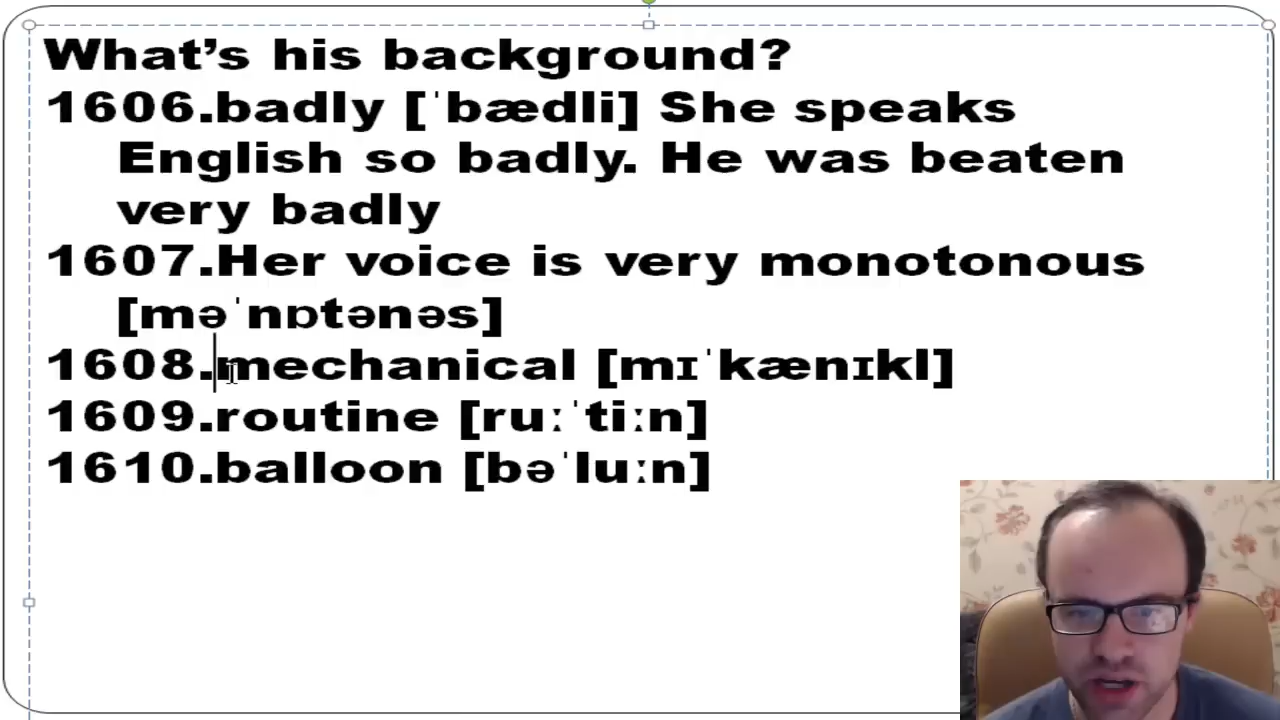 What’s his background?
1606.badly [ˈbædli] She speaks
English so badly. He was beaten
very badly
1607.Her voice is very monotonous
[məˈnɒtənəs]
1608.mechanical [mɪˈkænɪkl]
1609.routine [ruːˈtiːn]
1610.balloon [bəˈluːn]